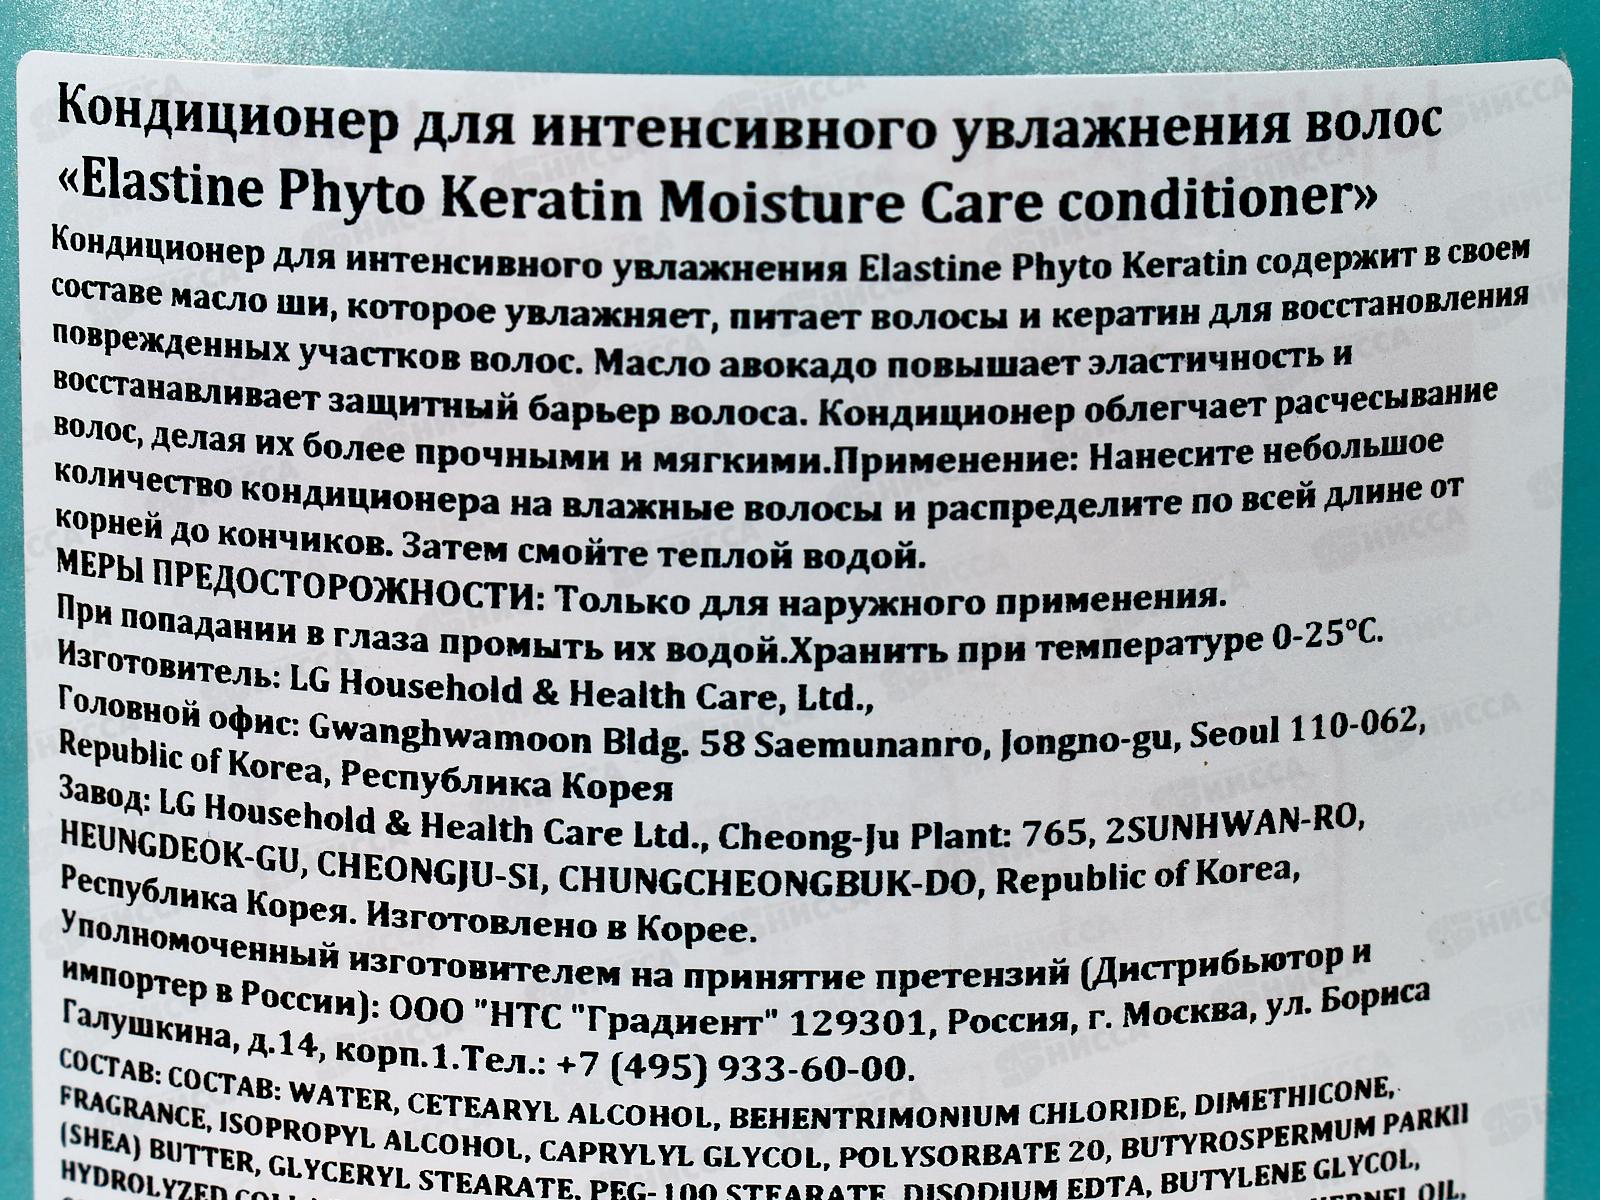 Кондиционер для интенсивного увлажнения волос
«Elastine Phyto Keratin Moisture Care conditioner»
Кондиционер для интенсивного увлажнения Elastine Phyto Keratin содержит в своем
составе масло ши, которое увлажняет, питает волосы и кератин для восстановления
поврежденных участков волос. Масло авокадо повышает эластичность и
восстанавливает защитный барьер волоса. Кондиционер облегчает расчесывание
волос, делая их более прочными и мягкими.Применение: Нанесите небольшое
количество кондиционера на влажные волосы и распределите по всей длине от
корней до кончиков. Затем смойте теплой водой.
МЕРЫ ПРЕДОСТОРОЖНОСТИ: Только для наружного применения.
При попадании в глаза промыть их водой.Хранить при температуре 0-25°С.
Изготовитель: LG Household & Health Care, Ltd.,
Головной офис: Gwanghwamoon Bldg. 58 Saemunanro, Jongno-gu, Seoul 110-062,
Republic of Korea, Республика Корея
Завод: LG Household & Health Care Ltd., Cheong-Ju Plant: 765, 2SUNHWAN-RO,
HEUNGDEOK-GU, CHEONGJU-SI, CHUNGCHEONGBUK-DO, Republic of Korea,
Республика Корея. Изготовлено в Корее.
Уполномоченный изготовителем на принятие претензий (Дистрибьютор и
импортер в России): ООО "НТС "Градиент" 129301, Россия, г. Москва, ул. Бориса
Галушкина, д.14, корп.1.Тел.: +7 (495) 933-60-00.
СОСТАВ: СОСТАВ: WATER, CETEARYL ALCOHOL, BEHENTRIMONIUM CHLORIDE, DIMETHICONE,
FRAGRANCE, ISOPROPYL ALCOHOL, CAPRYLYL GLYCOL, POLYSORBATE 20, BUTYROSPERMUM PARKII
(SHEA) BUTTER, GLYCERYL STEARATE, PEG-100 STEARATE, DISODIUM EDTA, BUTYLENE GLYCOL,
HYDROLYZED KERNEL OIL,